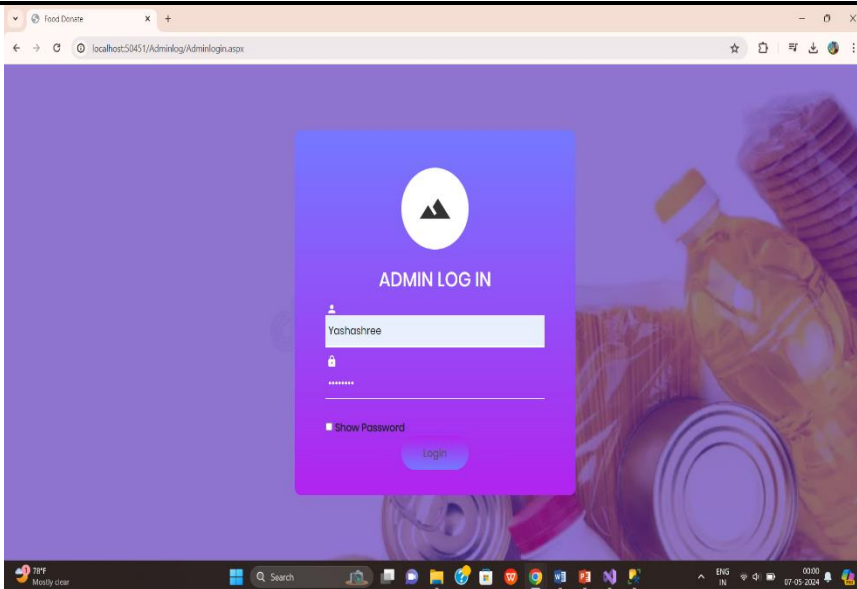 Food Donate
localhost:50451/Adminlog/Adminlogin.aspx
ADMIN LOG IN
Yashashree
••••••••
Show Password
Login
78°F
Mostly clear
Search
ENG
IN
00:00
07-05-2024